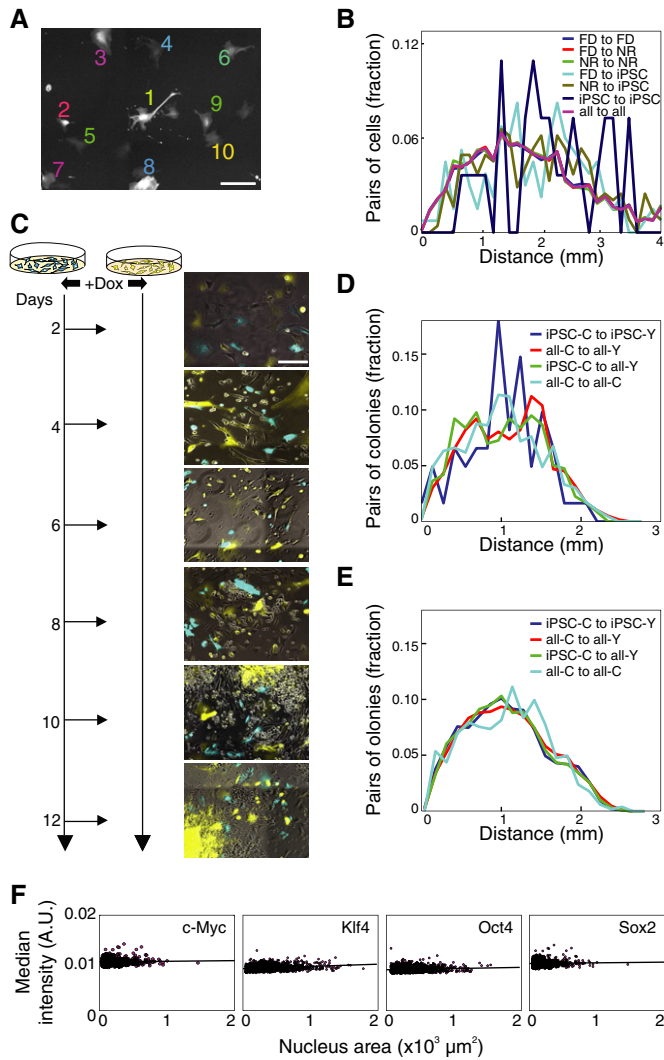 A
3
4
6
1
2
9
5
10
7
8
B
0.12
0.06
0
Pairs of cells (fraction)
FD to FD
FD to NR
NR to NR
FD to iPSC
NR to iPSC
iPSC to iPSC
all to all
0 1 2 3 4
Distance (mm)
C
+Dox
Days
2
4
6
8
10
12
D
0.15
0.10
0.05
0
Pairs of colonies (fraction)
iPSC-C to iPSC-Y
all-C to all-Y
iPSC-C to all-Y
all-C to all-C
0 1 2 3
Distance (mm)
E
0.15
0.10
0.05
0
Pairs of olonies (fraction)
iPSC-C to iPSC-Y
all-C to all-Y
iPSC-C to all-Y
all-C to all-C
0 1 2 3
Distance (mm)
F
0.02
0.01
0
Median
intensity (A.U.)
c-Myc
Klf4
Oct4
Sox2
0 1 2 0 1 2 0 1 2 0 1 2
Nucleus area (x10³ µm²)